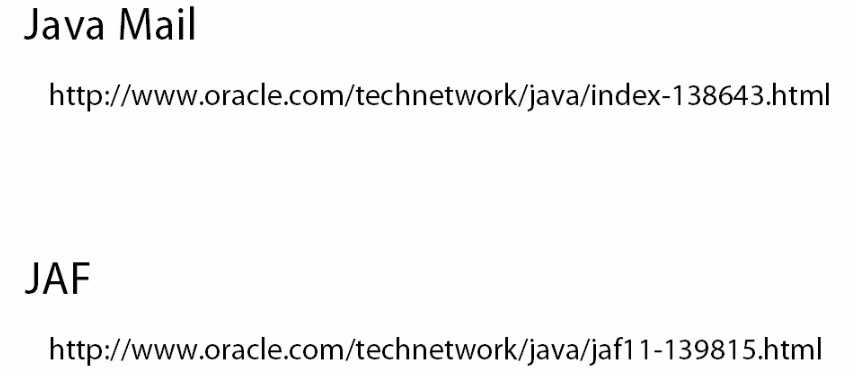 Java Mail
http://www.oracle.com/technetwork/java/index-138643.html
JAF
http://www.oracle.com/technetwork/java/jaf11-139815.html